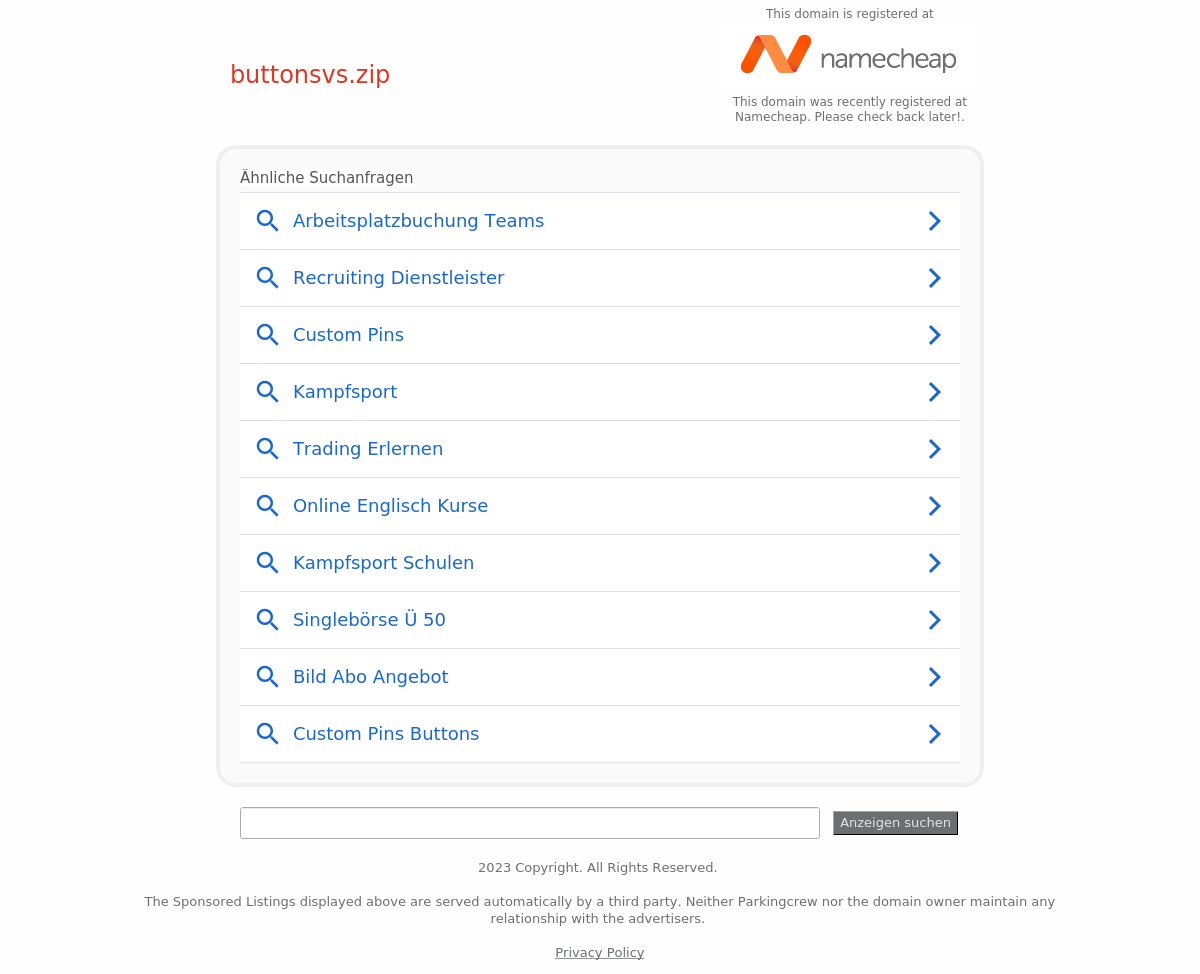 This domain is registered at
namecheap
buttonsvs.zip
This domain was recently registered at
Namecheap. Please check back later!.
Ähnliche Suchanfragen
Arbeitsplatzbuchung Teams
Recruiting Dienstleister
Custom Pins
Kampfsport
Trading Erlernen
Online Englisch Kurse
Kampfsport Schulen
Singlebörse Ü 50
Bild Abo Angebot
Custom Pins Buttons
Anzeigen suchen
2023 Copyright. All Rights Reserved.
The Sponsored Listings displayed above are served automatically by a third party. Neither Parkingcrew nor the domain owner maintain any
relationship with the advertisers.
Privacy Policy